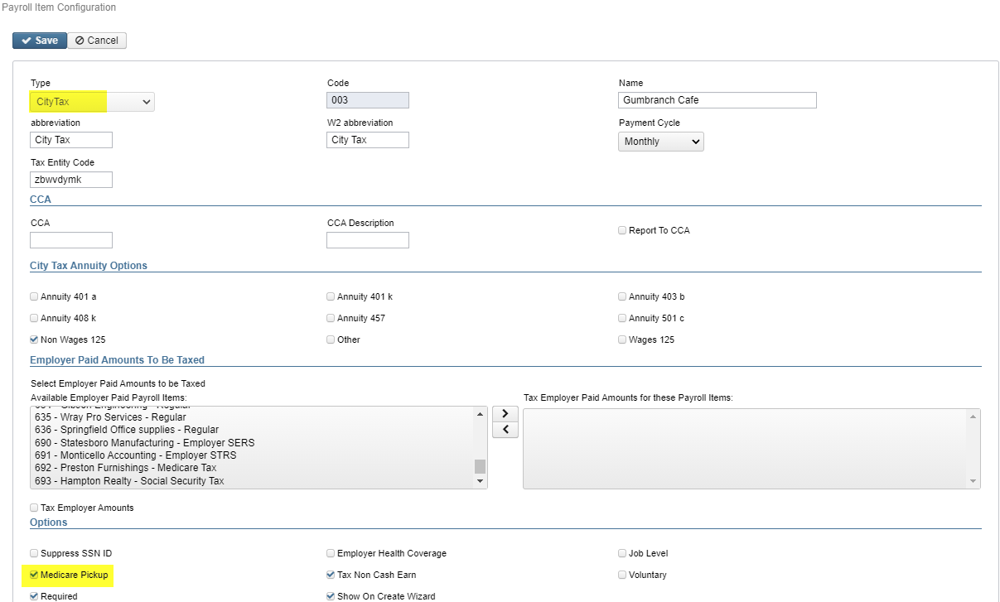 Payroll Item Configuration
Save Cancel
Type Code Name
CityTax 003 Gumbranch Cafe
abbreviation W2 abbreviation Payment Cycle
City Tax City Tax Monthly
Tax Entity Code
zbwvdymk
CCA
CCA CCA Description
Report To CCA
City Tax Annuity Options
Annuity 401 a Annuity 401 k Annuity 403 b
Annuity 408 k Annuity 457 Annuity 501 c
Non Wages 125 Other Wages 125
Employer Paid Amounts To Be Taxed
Select Employer Paid Amounts to be Taxed
Available Employer Paid Payroll Items: Tax Employer Paid Amounts for these Payroll Items:
Gibson Engineering - Regular
635 - Wray Pro Services - Regular
636 - Springfield Office supplies - Regular
690 - Statesboro Manufacturing - Employer SERS
691 - Monticello Accounting - Employer STRS
692 - Preston Furnishings - Medicare Tax
693 - Hampton Realty - Social Security Tax
Tax Employer Amounts
Options
Suppress SSN ID Employer Health Coverage Job Level
Medicare Pickup Tax Non Cash Earn Voluntary
Required Show On Create Wizard